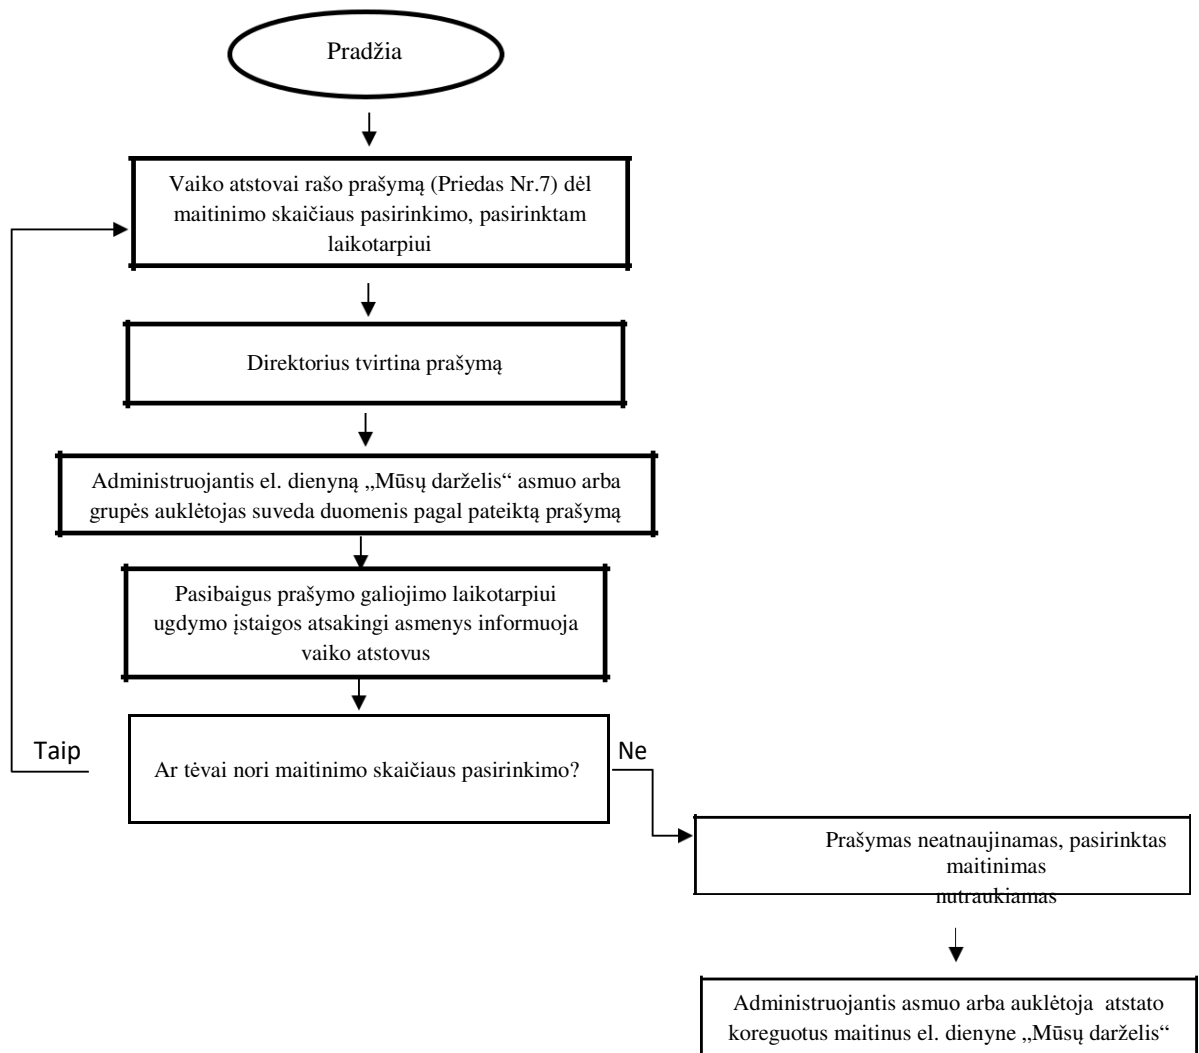 Pradžia
Vaiko atstovai rašo prašymą (Priedas Nr.7) dėl
maitinimo skaičiaus pasirinkimo, pasirinktam
laikotarpiui
Direktorius tvirtina prašymą
Administruojantis el. dienyną „Mūsų darželis“ asmuo arba
grupės auklėtojas suveda duomenis pagal pateiktą prašymą
Pasibaigus prašymo galiojimo laikotarpiui
ugdymo įstaigos atsakingi asmenys informuoja
vaiko atstovus
Taip
Ar tėvai nori maitinimo skaičiaus pasirinkimo?
Ne
Prašymas neatnaujinamas, pasirinktas
maitinimas
nutraukiamas
Administruojantis asmuo arba auklėtoja atstato
koreguotus maitinus el. dienyne „Mūsų darželis“